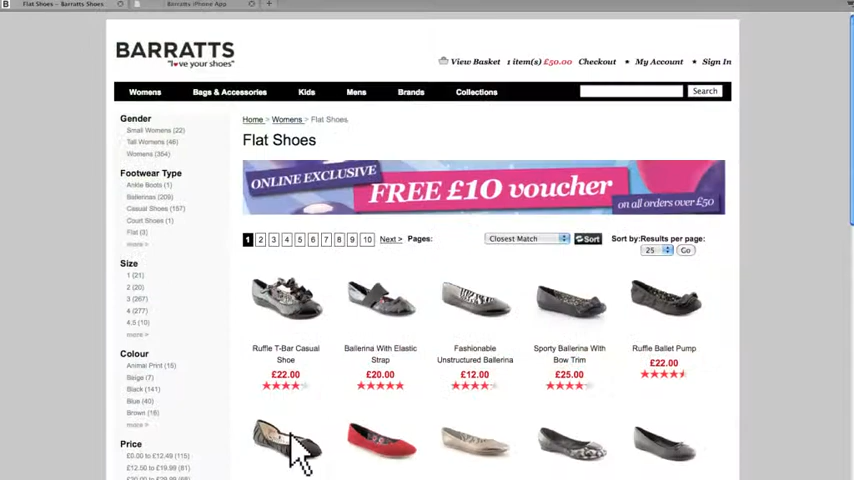 B Flat Shoes – Barratts Shoes Barratts iPhone App
BARRATTS
"love your shoes"
View Basket 1 item(s) £50.00 Checkout ★ My Account ★ Sign In
Womens Bags & Accessories Kids Mens Brands Collections Search
Gender
Small Womens (22)
Tall Womens (46)
Womens (354)
Footwear Type
Ankle Boots (1)
Ballerinas (209)
Casual Shoes (157)
Court Shoes (1)
Flat (3)
more >
Size
1 (21)
2 (20)
3 (267)
4 (277)
4.5 (10)
more >
Colour
Animal Print (15)
Beige (7)
Black (141)
Blue (40)
Brown (16)
more >
Price
£0.00 to £12.49 (115)
£12.00 to £19.99 (81)
Home > Womens > Flat Shoes
Flat Shoes
ONLINE EXCLUSIVE
FREE £10 voucher
on all orders over £50
1 2 3 4 5 6 7 8 9 10 Next > Pages:
Closest Match Sort Sort by: Results per page:
25 Go
Ruffle T-Bar Casual Shoe
£22.00
Ballerina With Elastic Strap
£20.00
Fashionable Unstructured Ballerina
£12.00
Sporty Ballerina With Bow Trim
£25.00
Ruffle Ballet Pump
£22.00